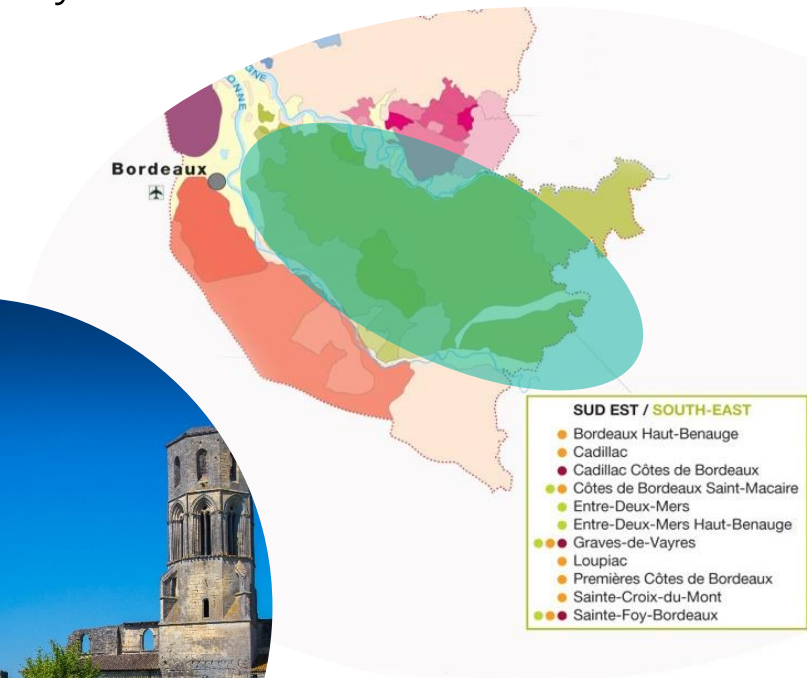 GNE
ONNE
Bordeaux
SUD EST / SOUTH-EAST
Bordeaux Haut-Benauge
Cadillac
Cadillac Côtes de Bordeaux
Côtes de Bordeaux Saint-Macaire
Entre-Deux-Mers
Entre-Deux-Mers Haut-Benauge
Graves-de-Vayres
Loupiac
Premières Côtes de Bordeaux
Sainte-Croix-du-Mont
Sainte-Foy-Bordeaux